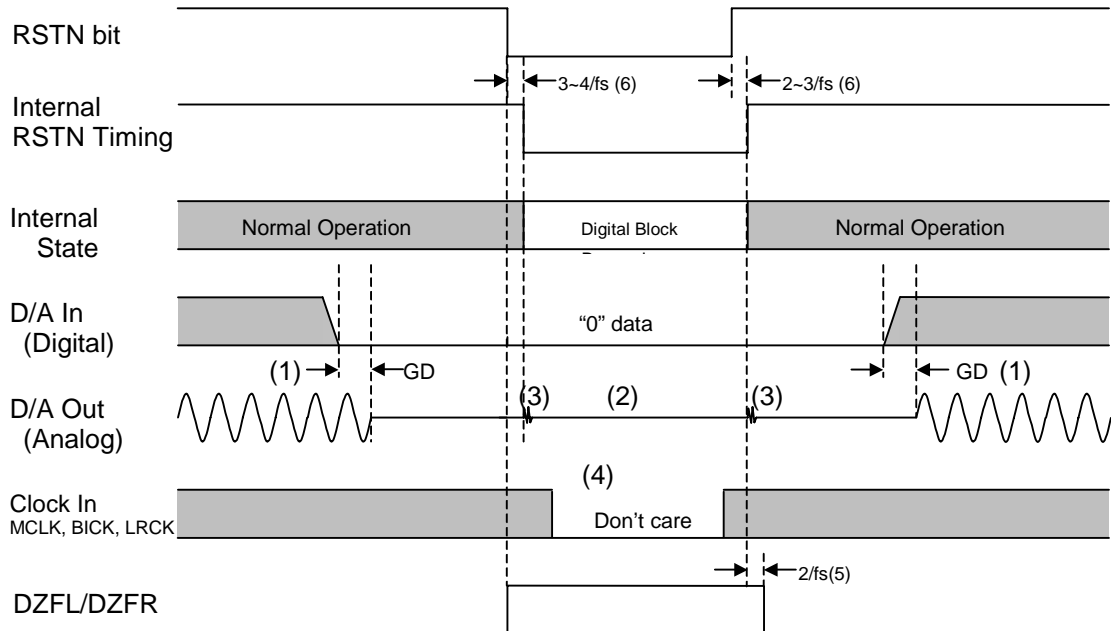 RSTN bit
3~4/fs (6)
2~3/fs (6)
Internal
RSTN Timing
Internal
State
Normal Operation
Digital Block
Normal Operation
D/A In
(Digital)
“0” data
(1)
GD
GD
(1)
D/A Out
(Analog)
(3)
(2)
(3)
(4)
Clock In
MCLK, BICK, LRCK
Don’t care
2/fs(5)
DZFL/DZFR